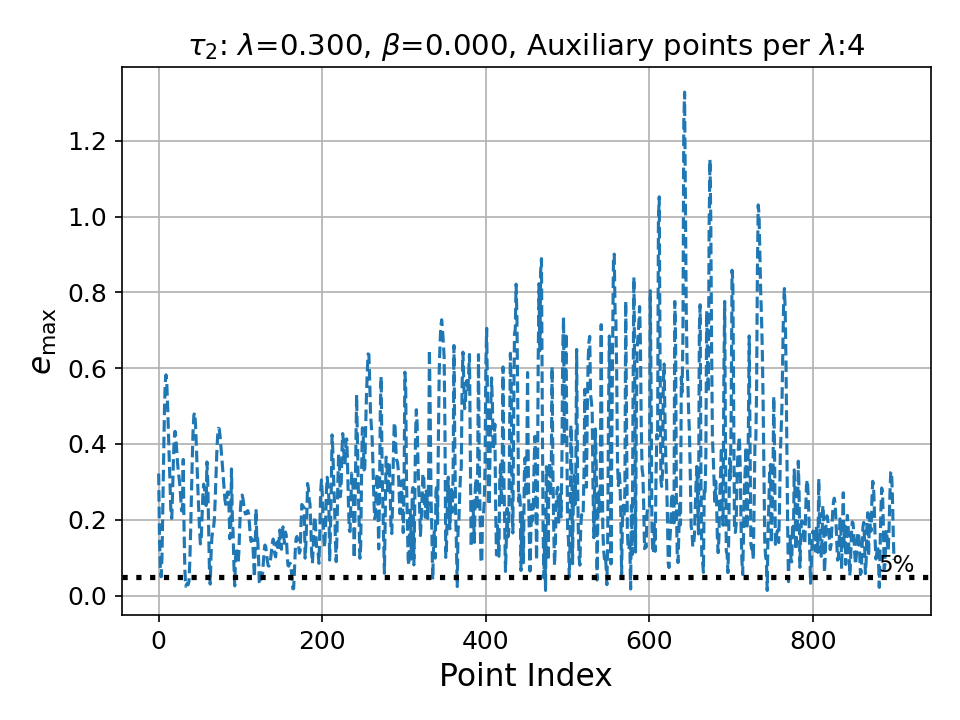 τ₂: λ=0.300, β=0.000, Auxiliary points per λ:4
e_max
1.2
1.0
0.8
0.6
0.4
0.2
0.0
5%
0 200 400 600 800
Point Index